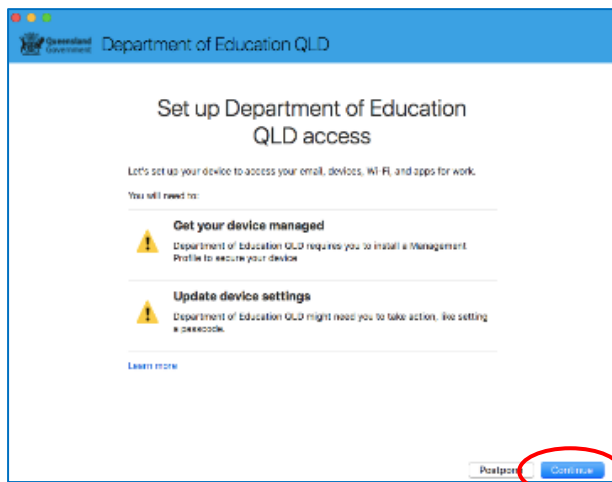 Queensland
Government
Department of Education QLD
Set up Department of Education
QLD access
Let's set up your device to access your email, devices, Wi-Fi, and apps for work.
You will need to:
Get your device managed
Department of Education QLD requires you to install a Management
Profile to secure your device
Update device settings
Department of Education QLD might need you to take action, like setting
a passcode.
Learn more
Postpone
Continue